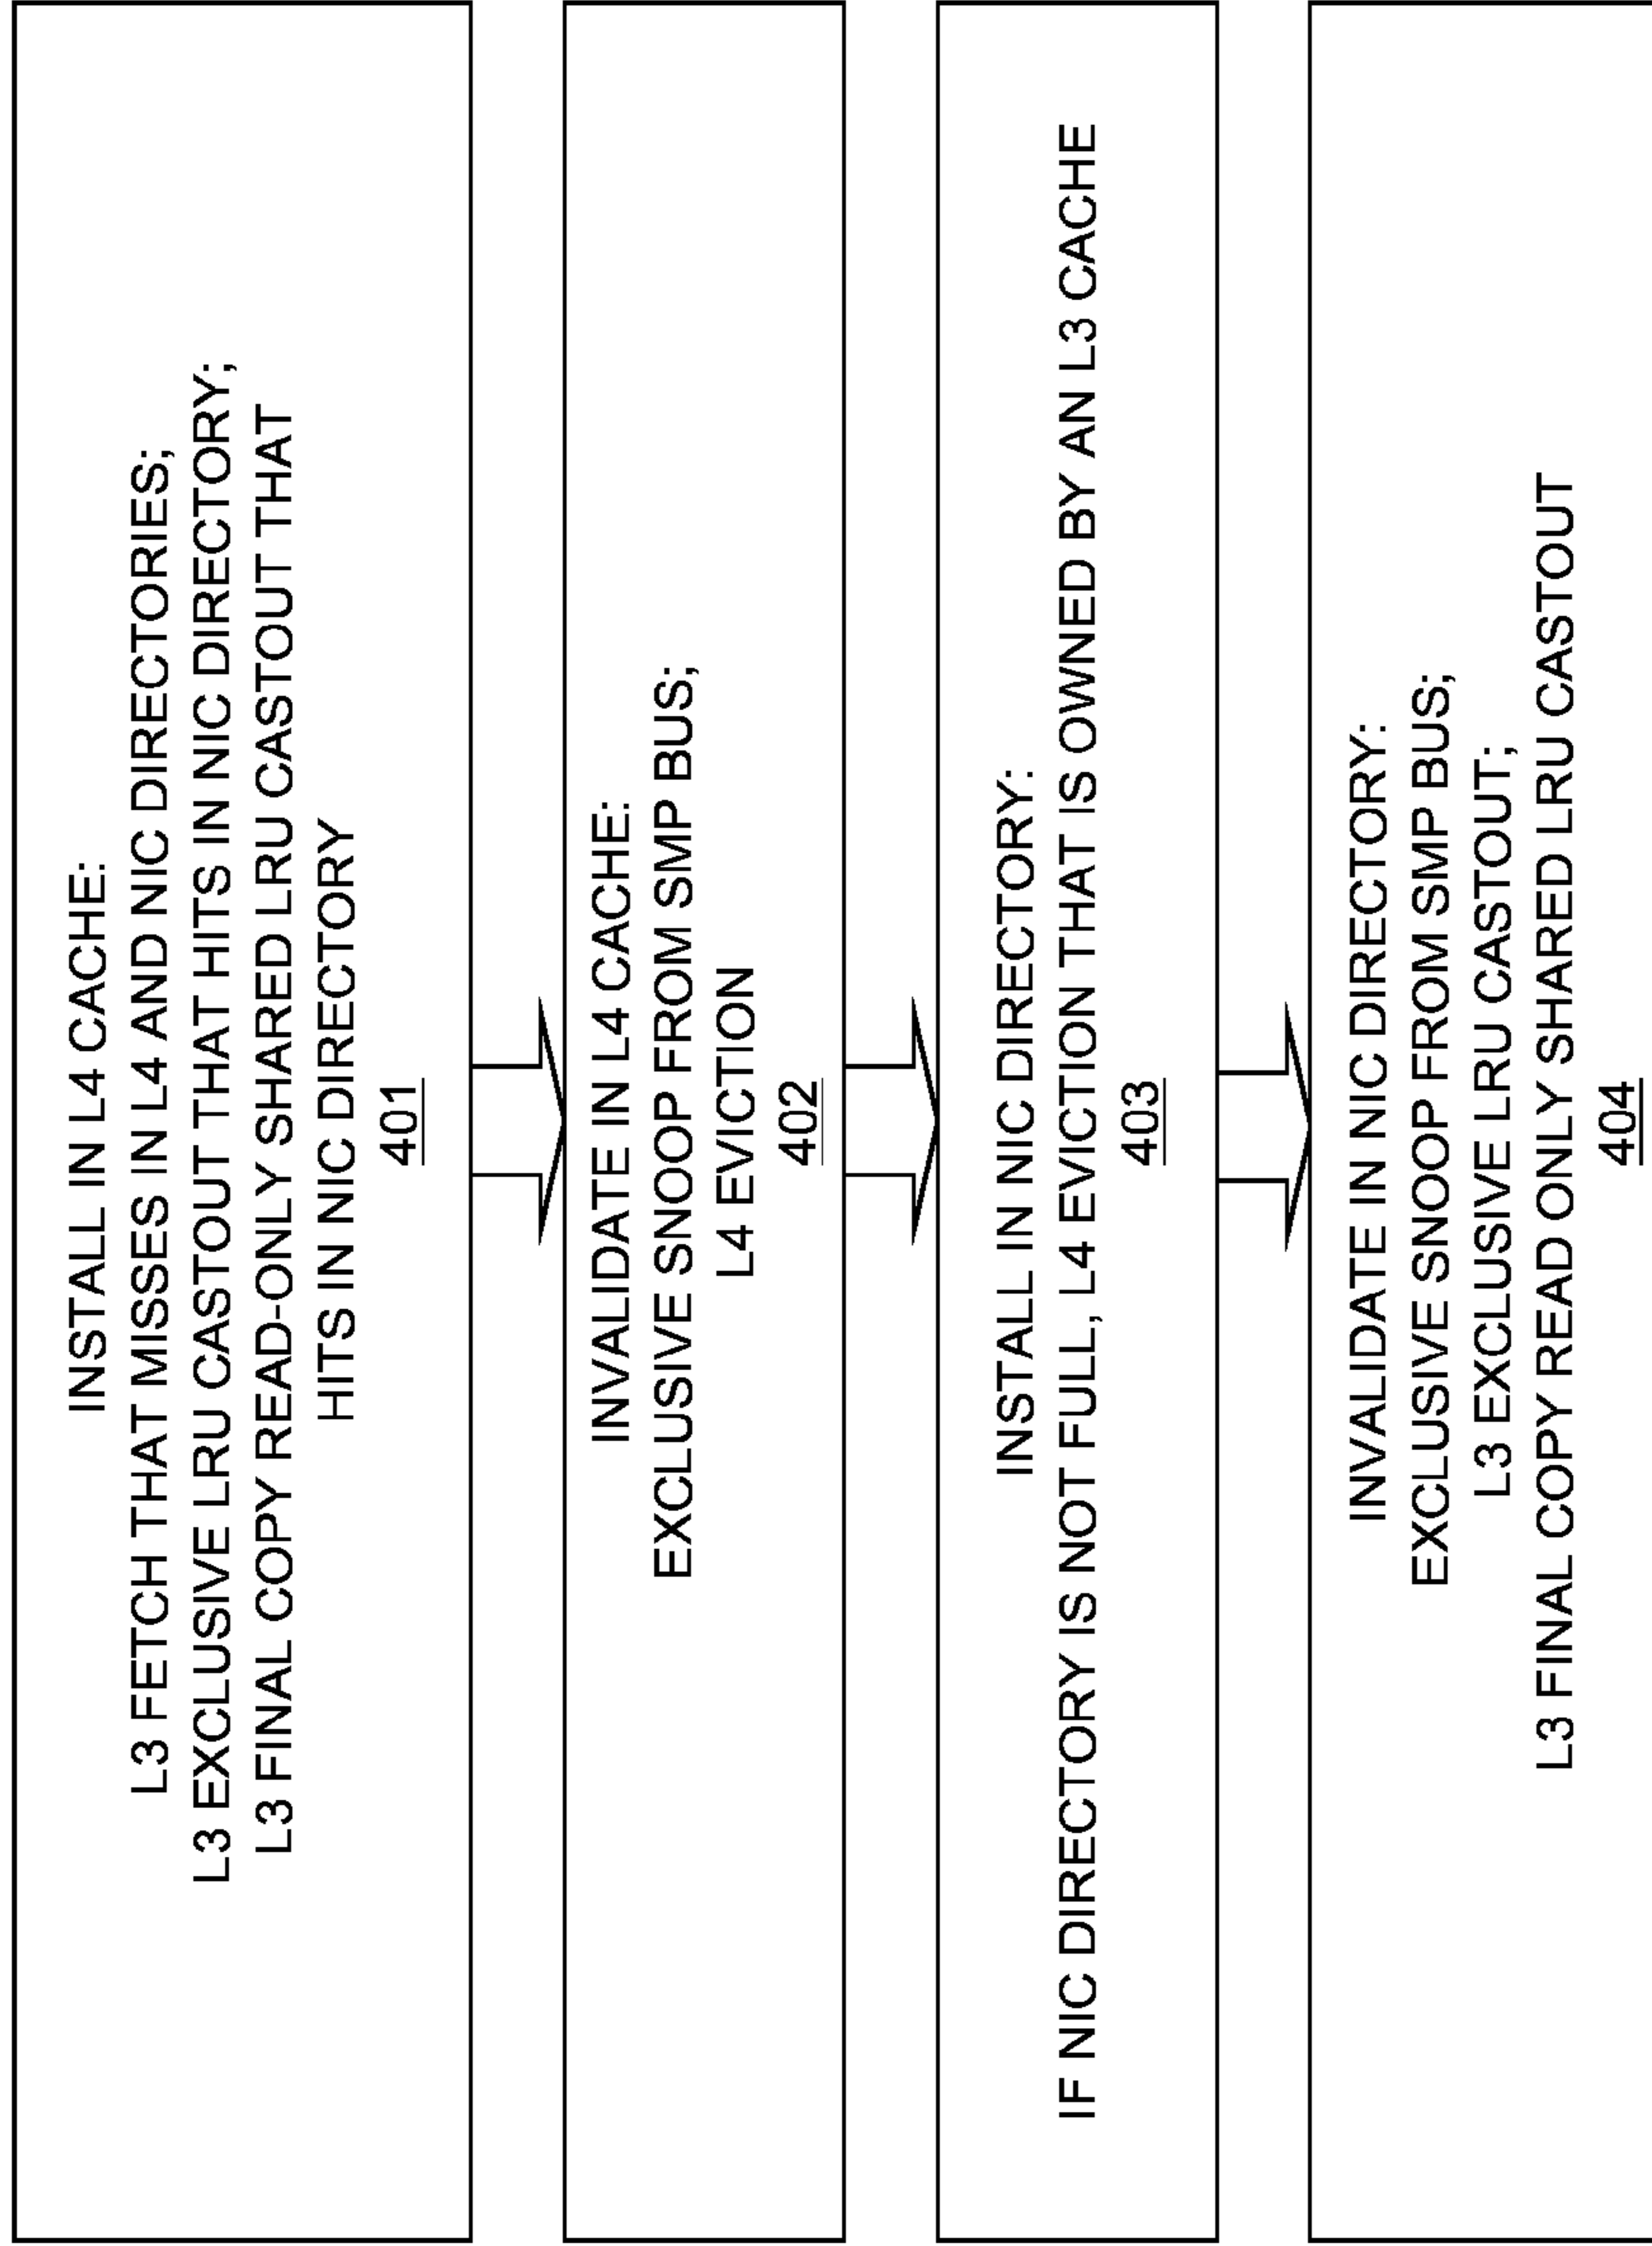 INSTALL IN L4 CACHE:
L3 FETCH THAT MISSES IN L4 AND NIC DIRECTORIES;
L3 EXCLUSIVE LRU CASTOUT THAT HITS IN NIC DIRECTORY;
L3 FINAL COPY READ-ONLY SHARED LRU CASTOUT THAT
HITS IN NIC DIRECTORY
401
INVALIDATE IN L4 CACHE:
EXCLUSIVE SNOOP FROM SMP BUS;
L4 EVICTION
402
INSTALL IN NIC DIRECTORY:
IF NIC DIRECTORY IS NOT FULL, L4 EVICTION THAT IS OWNED BY AN L3 CACHE
403
INVALIDATE IN NIC DIRECTORY:
EXCLUSIVE SNOOP FROM SMP BUS;
L3 EXCLUSIVE LRU CASTOUT;
L3 FINAL COPY READ ONLY SHARED LRU CASTOUT
404